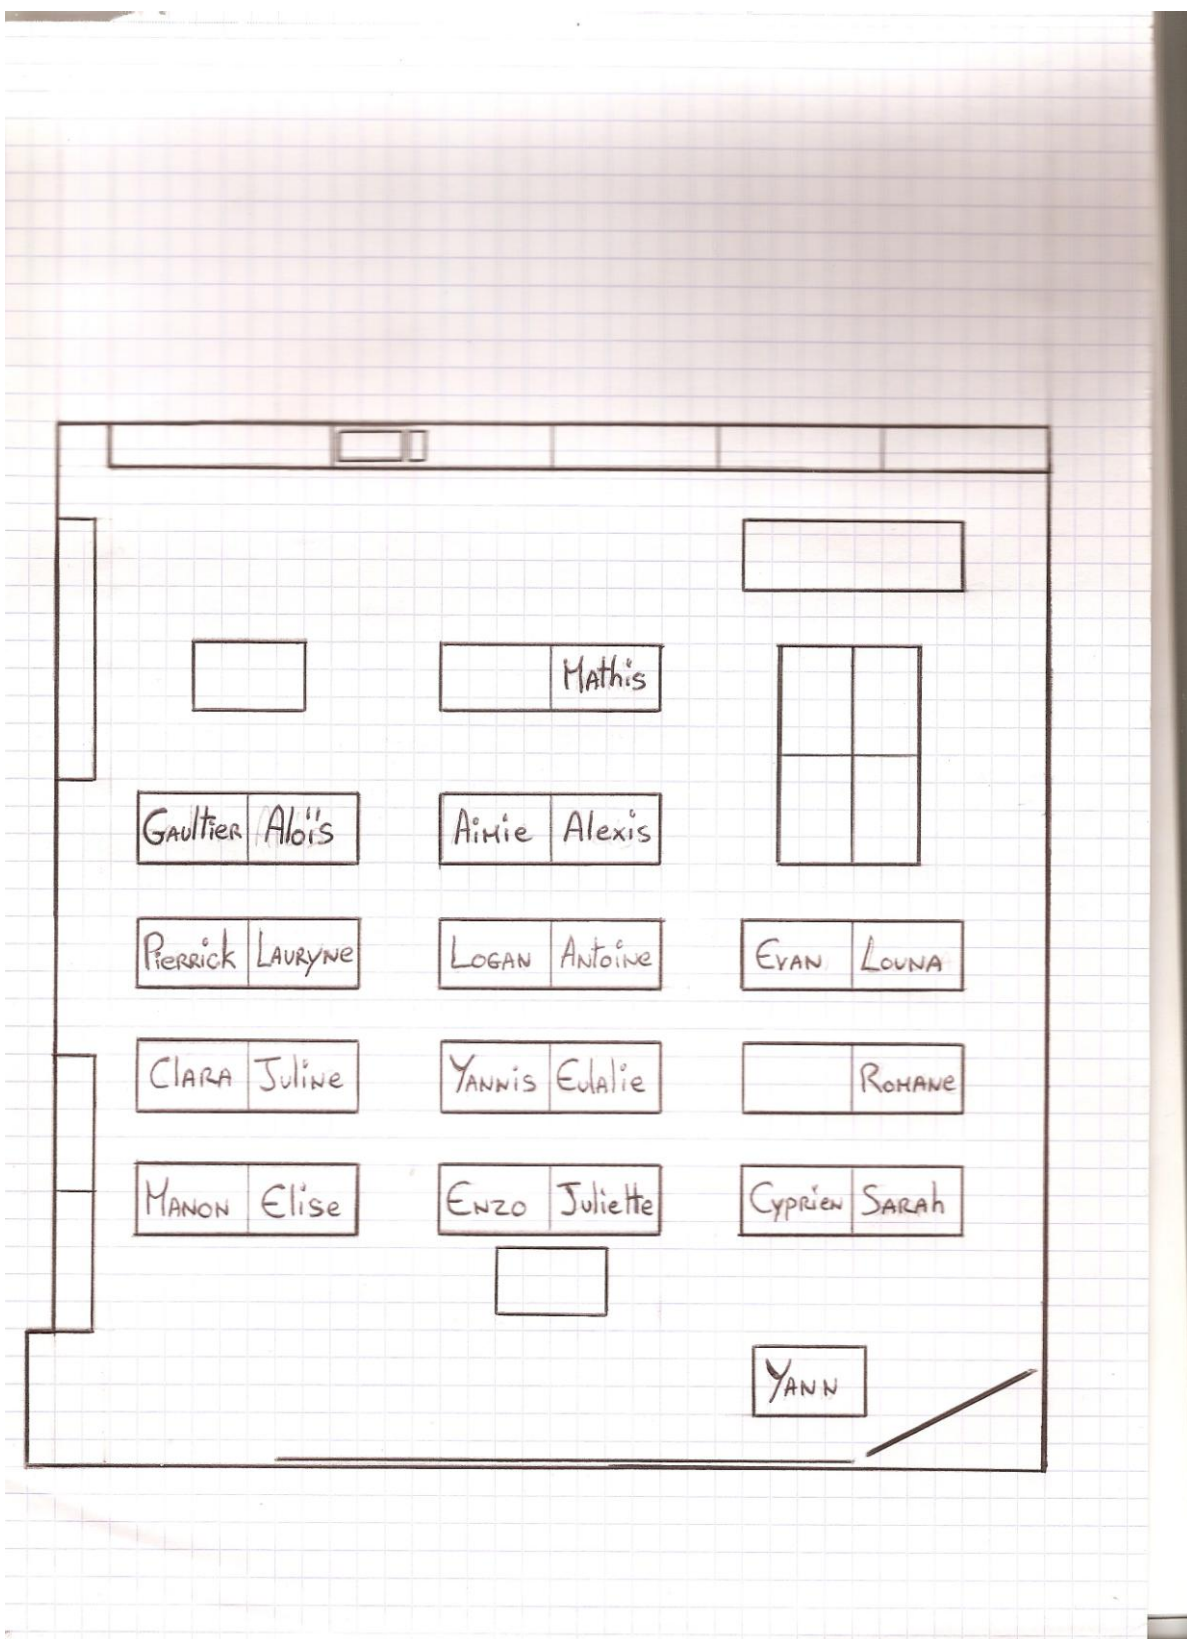 Mathis
Gaultier Aloïs Aimie Alexis
Pierrick Lauryne Logan Antoine Evan Louna
Clara Juline Yannis Eulalie Romane
Manon Elise Enzo Juliette Cyprien Sarah
Yann